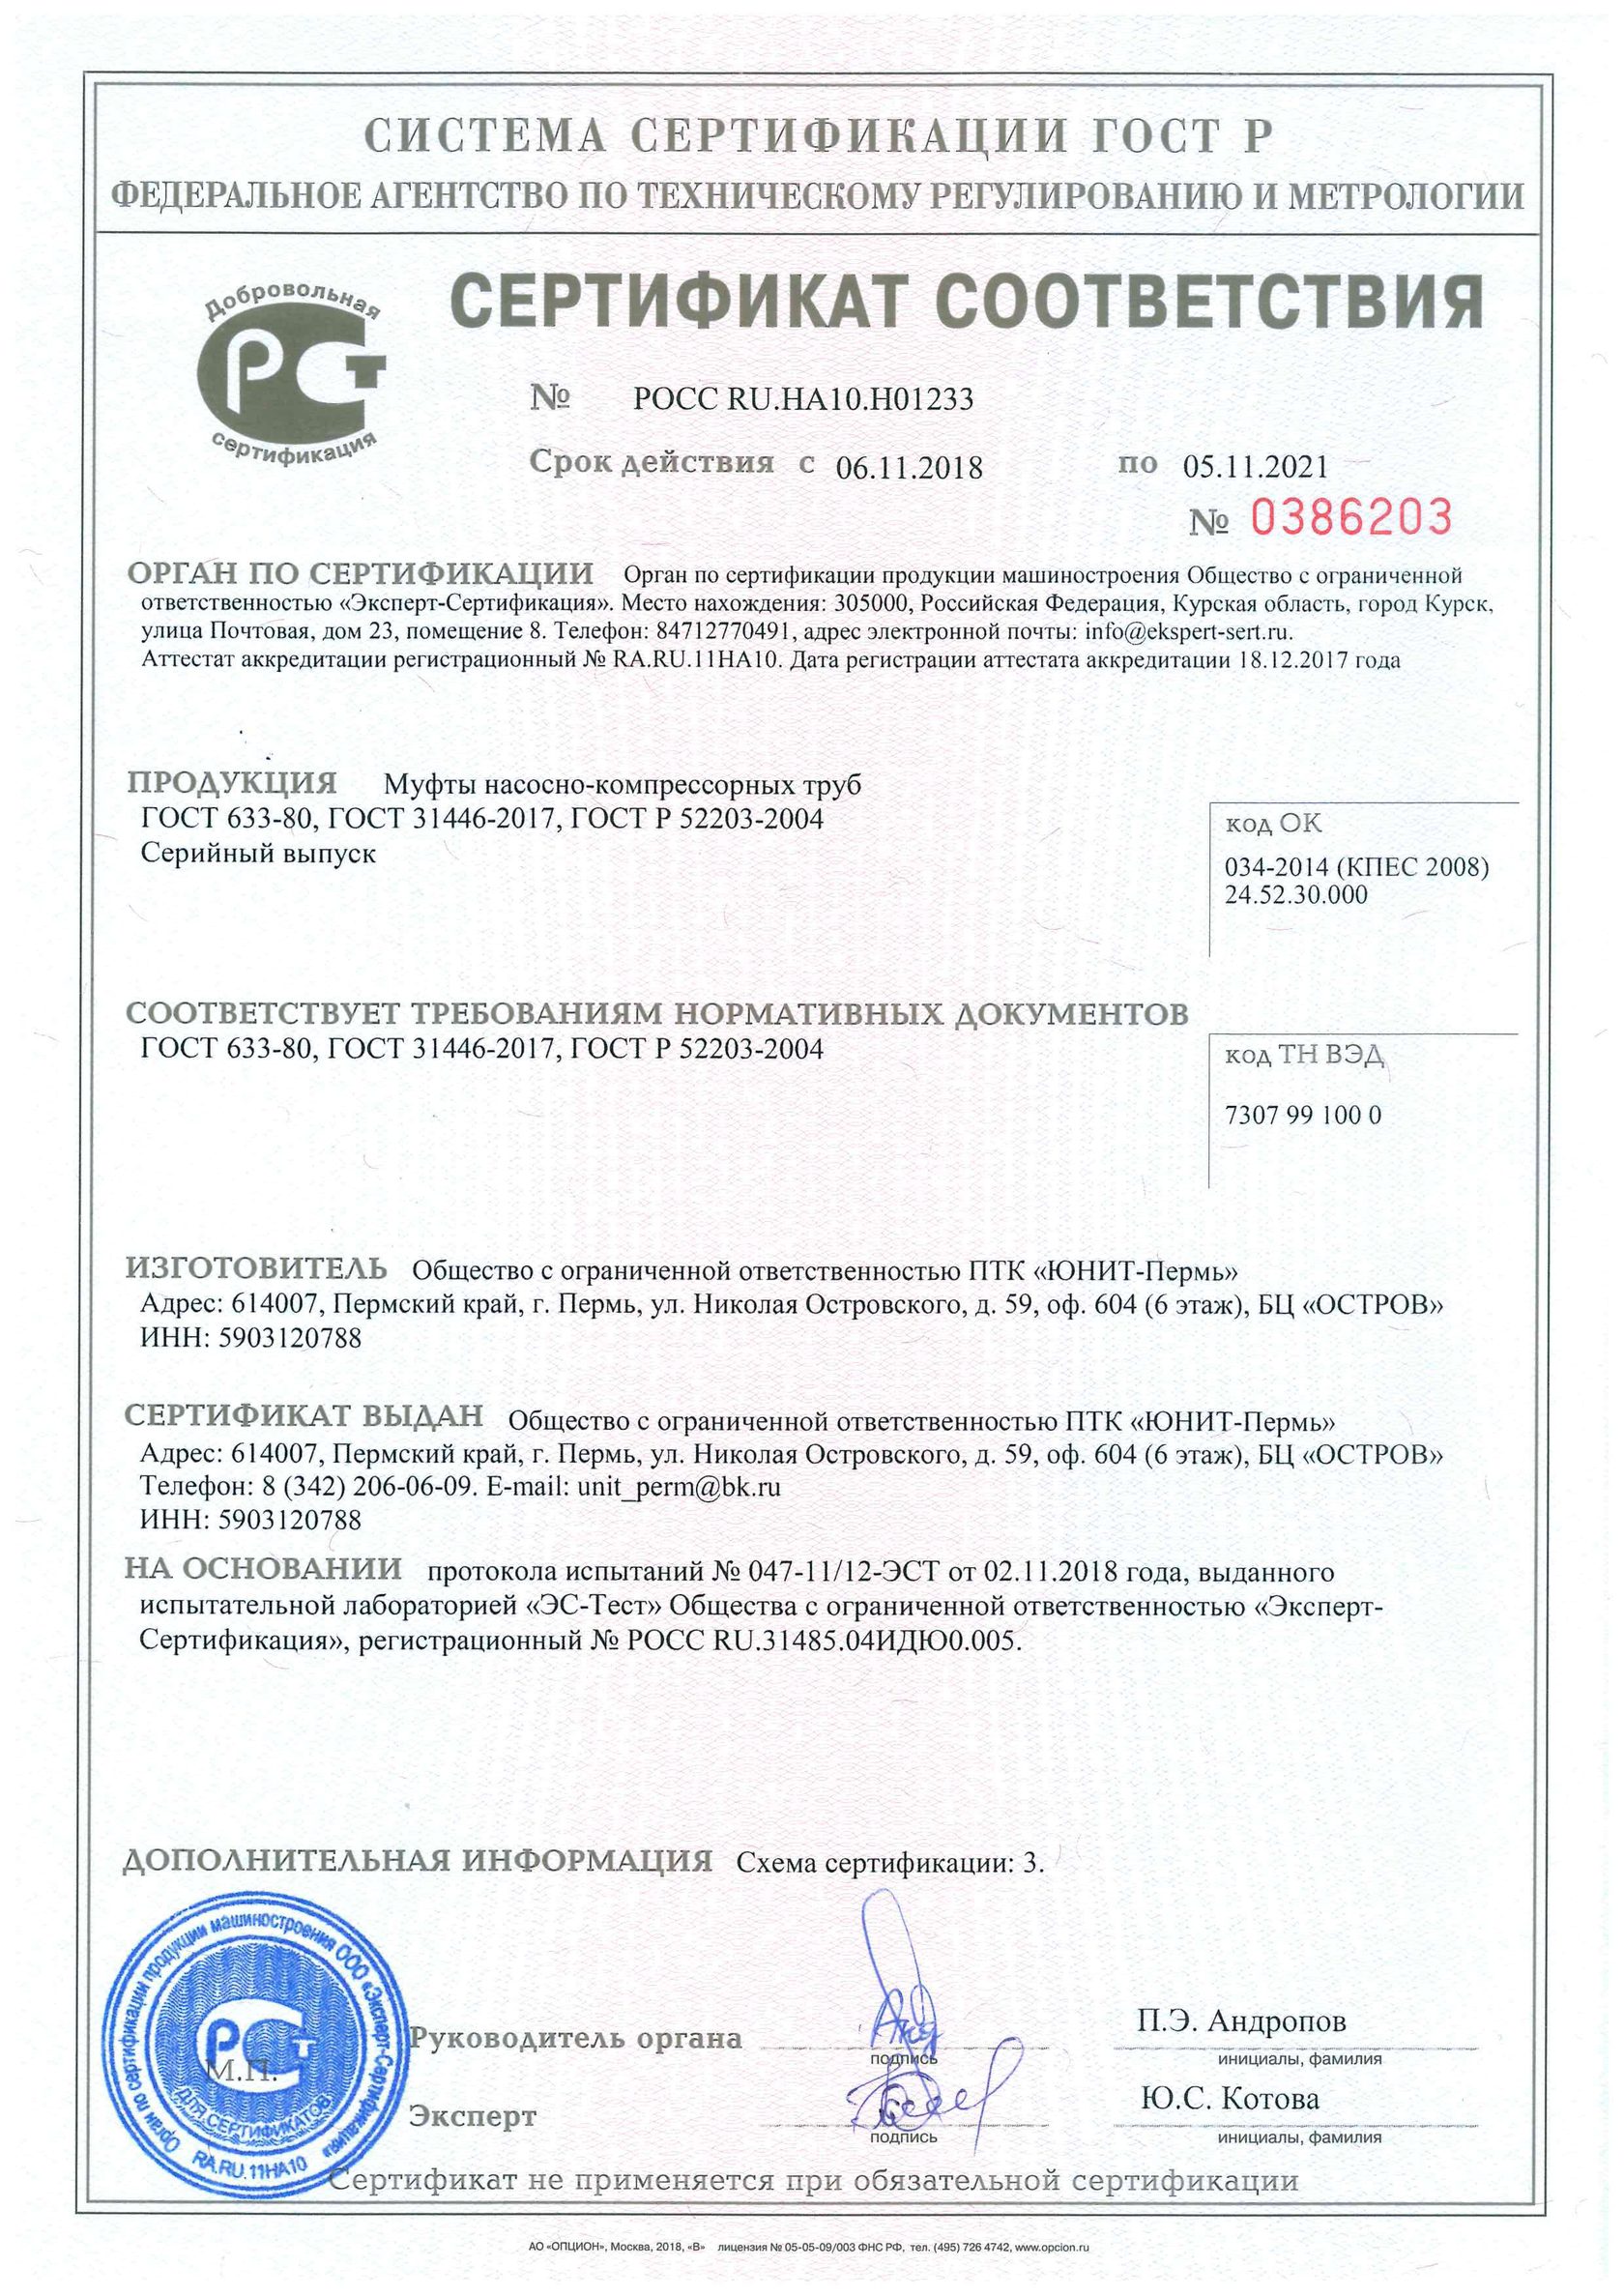 СИСТЕМА СЕРТИФИКАЦИИ ГОСТ Р
ФЕДЕРАЛЬНОЕ АГЕНТСТВО ПО ТЕХНИЧЕСКОМУ РЕГУЛИРОВАНИЮ И МЕТРОЛОГИИ
Добровольная
РСТ
сертификация
СЕРТИФИКАТ СООТВЕТСТВИЯ
№ РОСС RU.НА10.Н01233
Срок действия с 06.11.2018 по 05.11.2021
№ 0386203
ОРГАН ПО СЕРТИФИКАЦИИ Орган по сертификации продукции машиностроения Общество с ограниченной
ответственностью «Эксперт-Сертификация». Место нахождения: 305000, Российская Федерация, Курская область, город Курск,
улица Почтовая, дом 23, помещение 8. Телефон: 84712770491, адрес электронной почты: info@ekspert-sert.ru.
Аттестат аккредитации регистрационный № RA.RU.11НА10. Дата регистрации аттестата аккредитации 18.12.2017 года
ПРОДУКЦИЯ Муфты насосно-компрессорных труб
ГОСТ 633-80, ГОСТ 31446-2017, ГОСТ Р 52203-2004
Серийный выпуск
код ОК
034-2014 (КПЕС 2008)
24.52.30.000
СООТВЕТСТВУЕТ ТРЕБОВАНИЯМ НОРМАТИВНЫХ ДОКУМЕНТОВ
ГОСТ 633-80, ГОСТ 31446-2017, ГОСТ Р 52203-2004
код ТН ВЭД
7307 99 100 0
ИЗГОТОВИТЕЛЬ Общество с ограниченной ответственностью ПТК «ЮНИТ-Пермь»
Адрес: 614007, Пермский край, г. Пермь, ул. Николая Островского, д. 59, оф. 604 (6 этаж), БЦ «ОСТРОВ»
ИНН: 5903120788
СЕРТИФИКАТ ВЫДАН Общество с ограниченной ответственностью ПТК «ЮНИТ-Пермь»
Адрес: 614007, Пермский край, г. Пермь, ул. Николая Островского, д. 59, оф. 604 (6 этаж), БЦ «ОСТРОВ»
Телефон: 8 (342) 206-06-09. E-mail: unit_perm@bk.ru
ИНН: 5903120788
НА ОСНОВАНИИ протокола испытаний № 047-11/12-ЭСТ от 02.11.2018 года, выданного
испытательной лабораторией «ЭС-Тест» Общества с ограниченной ответственностью «Эксперт-
Сертификация», регистрационный № РОСС RU.31485.04ИДЮ0.005.
ДОПОЛНИТЕЛЬНАЯ ИНФОРМАЦИЯ Схема сертификации: 3.
Орган по сертификации продукции машиностроения ООО «Эксперт-Сертификация»
РСТ
М.П.
ДЛЯ СЕРТИФИКАТОВ
RA.RU.11НА10
Руководитель органа
подпись
П.Э. Андропов
инициалы, фамилия
Эксперт
подпись
Ю.С. Котова
инициалы, фамилия
Сертификат не применяется при обязательной сертификации
АО «ОПЦИОН», Москва, 2018, «В» лицензия № 05-05-09/003 ФНС РФ, тел. (495) 726 4742, www.opcion.ru